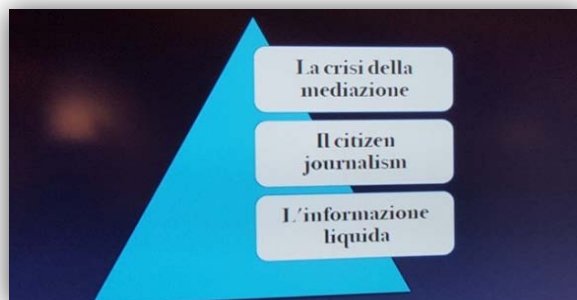 La crisi della
mediazione
Il citizen
journalism
L'informazione
liquida